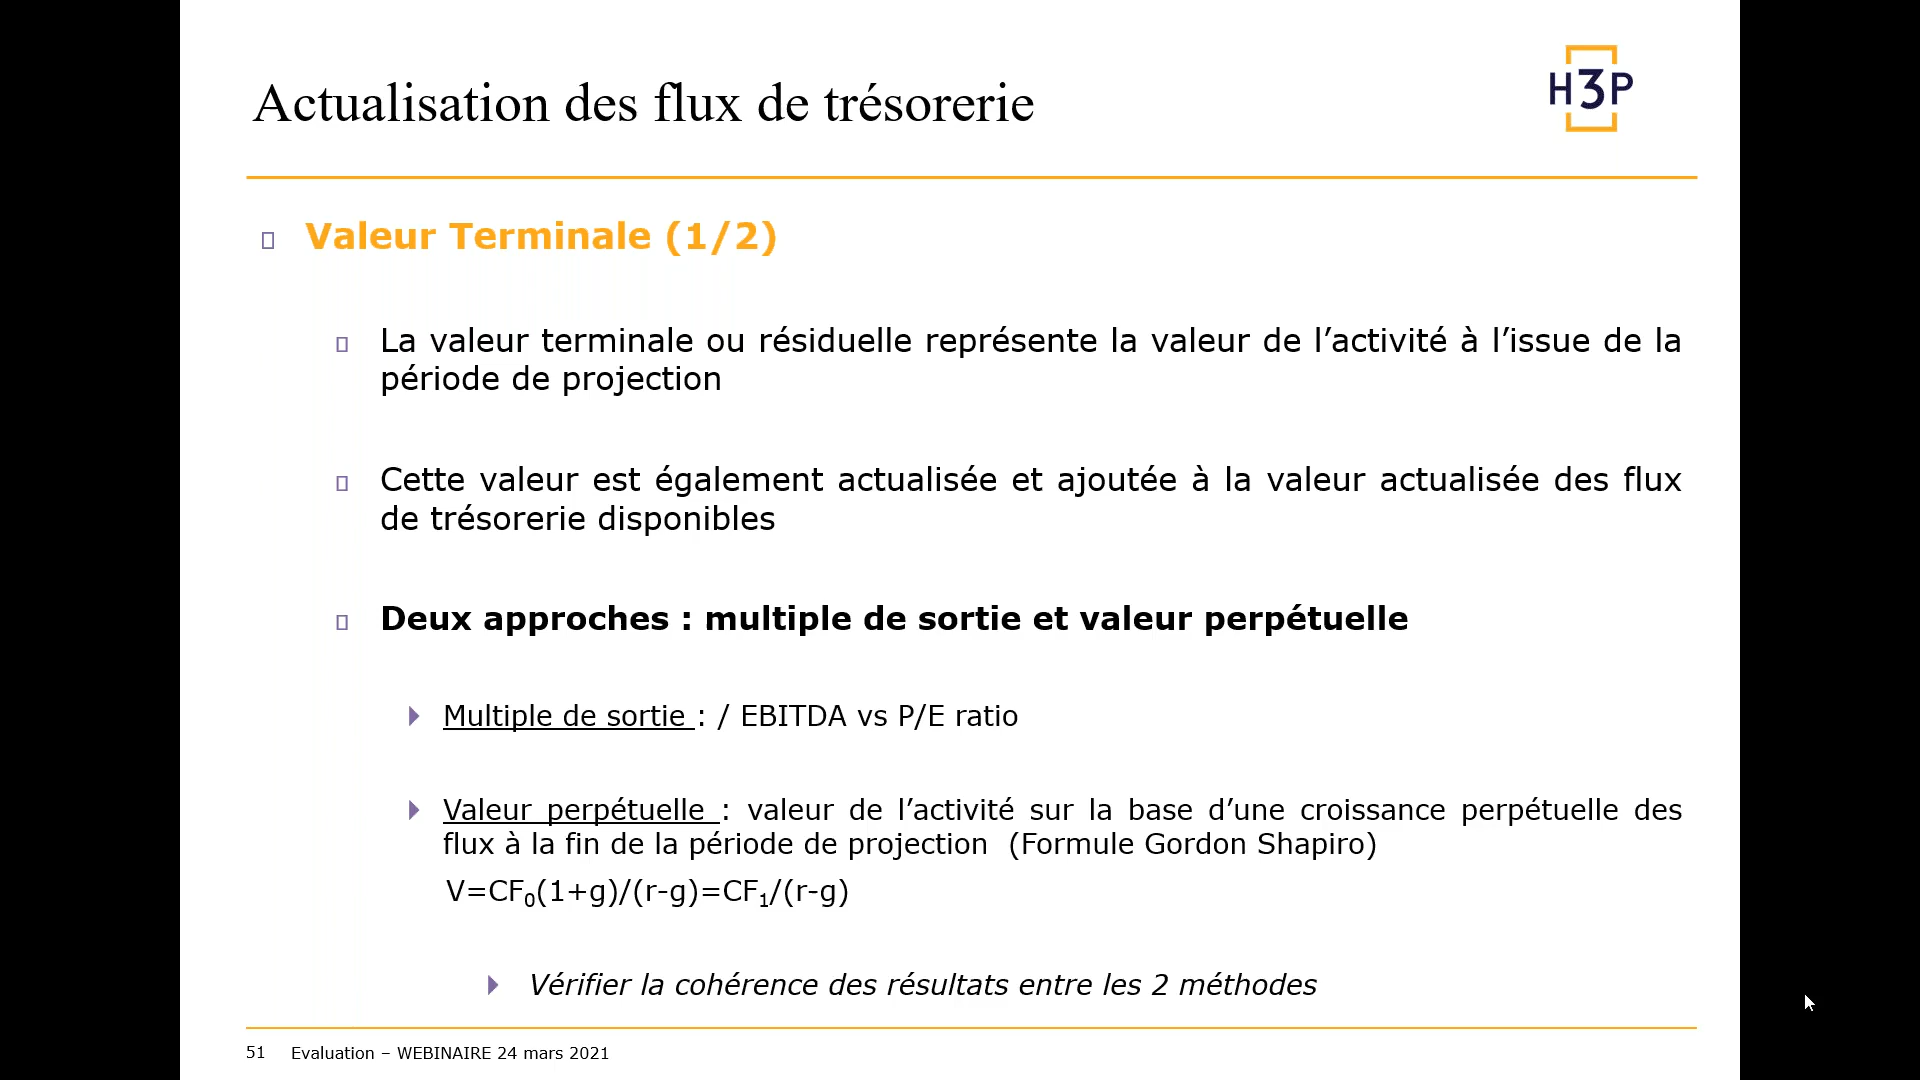 Actualisation des flux de trésorerie
H3P
Valeur Terminale (1/2)
La valeur terminale ou résiduelle représente la valeur de l’activité à l’issue de la
période de projection
Cette valeur est également actualisée et ajoutée à la valeur actualisée des flux
de trésorerie disponibles
Deux approches : multiple de sortie et valeur perpétuelle
Multiple de sortie : / EBITDA vs P/E ratio
Valeur perpétuelle : valeur de l’activité sur la base d’une croissance perpétuelle des
flux à la fin de la période de projection (Formule Gordon Shapiro)
V=CF₀(1+g)/(r-g)=CF₁/(r-g)
Vérifier la cohérence des résultats entre les 2 méthodes
51 Evaluation – WEBINAIRE 24 mars 2021